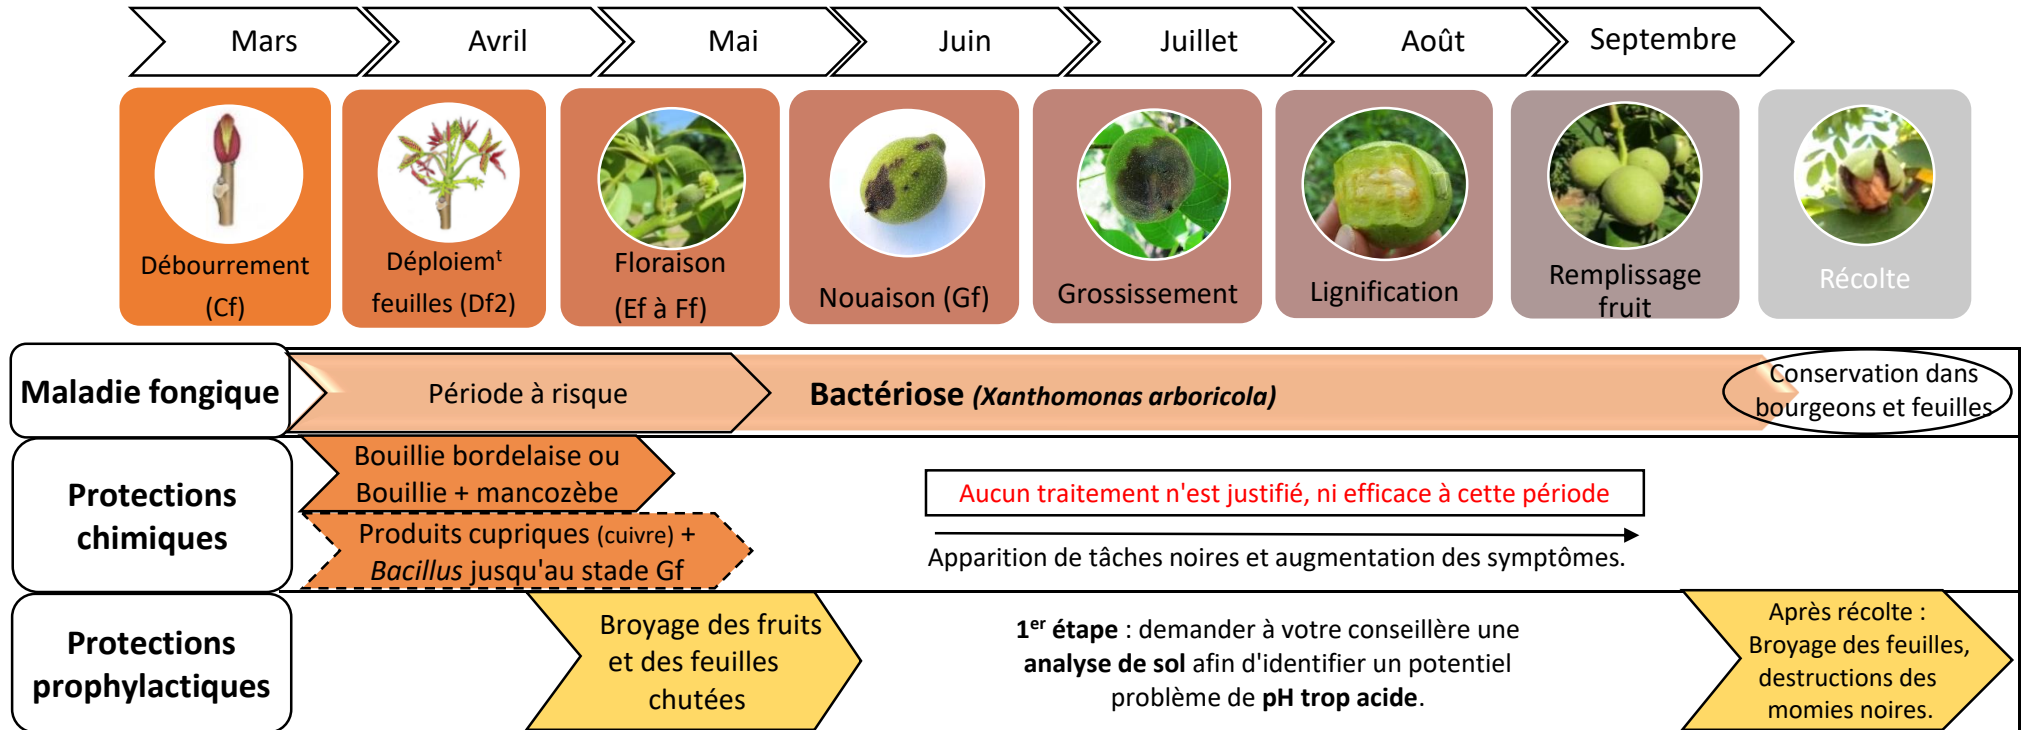 Mars
Avril
Mai
Juin
Juillet
Août
Septembre
Débourrement
(Cf)
Déploiemᵗ
feuilles (Df2)
Floraison
(Ef à Ff)
Nouaison (Gf)
Grossissement
Lignification
Remplissage
fruit
Récolte
Maladie fongique
Période à risque
Bactériose (Xanthomonas arboricola)
Conservation dans
bourgeons et feuilles
Protections
chimiques
Bouillie bordelaise ou
Bouillie + mancozèbe
Produits cupriques (cuivre) +
Bacillus jusqu'au stade Gf
Aucun traitement n'est justifié, ni efficace à cette période
Apparition de tâches noires et augmentation des symptômes.
Protections
prophylactiques
Broyage des fruits
et des feuilles
chutées
1ᵉʳ étape : demander à votre conseillère une
analyse de sol afin d'identifier un potentiel
problème de pH trop acide.
Après récolte :
Broyage des feuilles,
destructions des
momies noires.